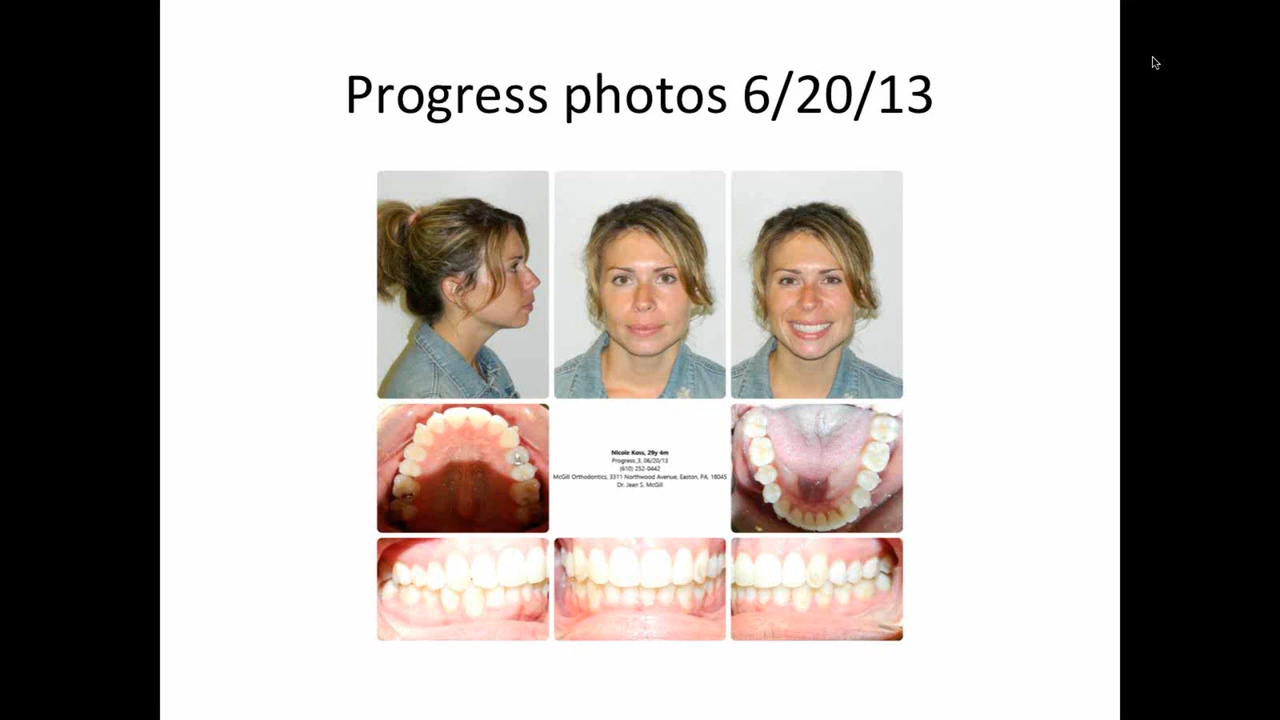 Progress photos 6/20/13
Nicole Koss, 29y 4m
Progress_3, 06/20/13
(610) 252-0442
McGill Orthodontics, 3311 Northwood Avenue, Easton, PA, 18045
Dr. Jean S. McGill